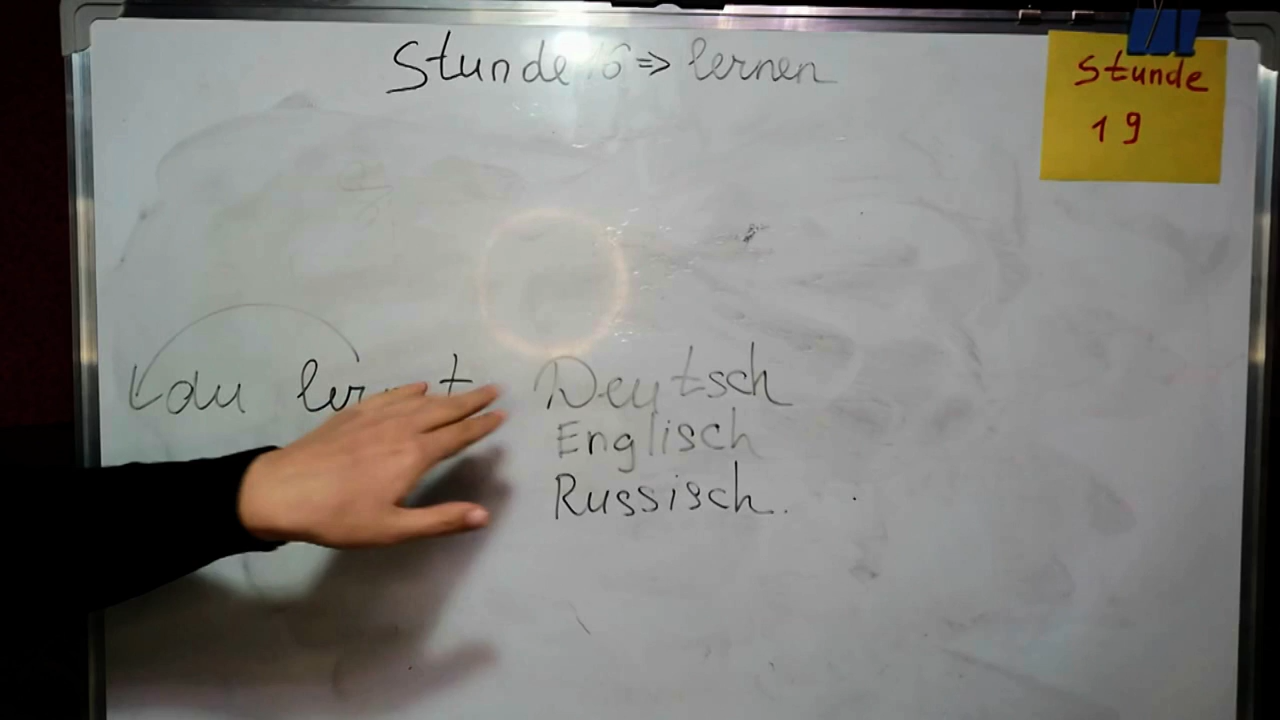 Stunde 16 => lernen
Stunde
19
du lernst Deutsch
Englisch
Russisch.